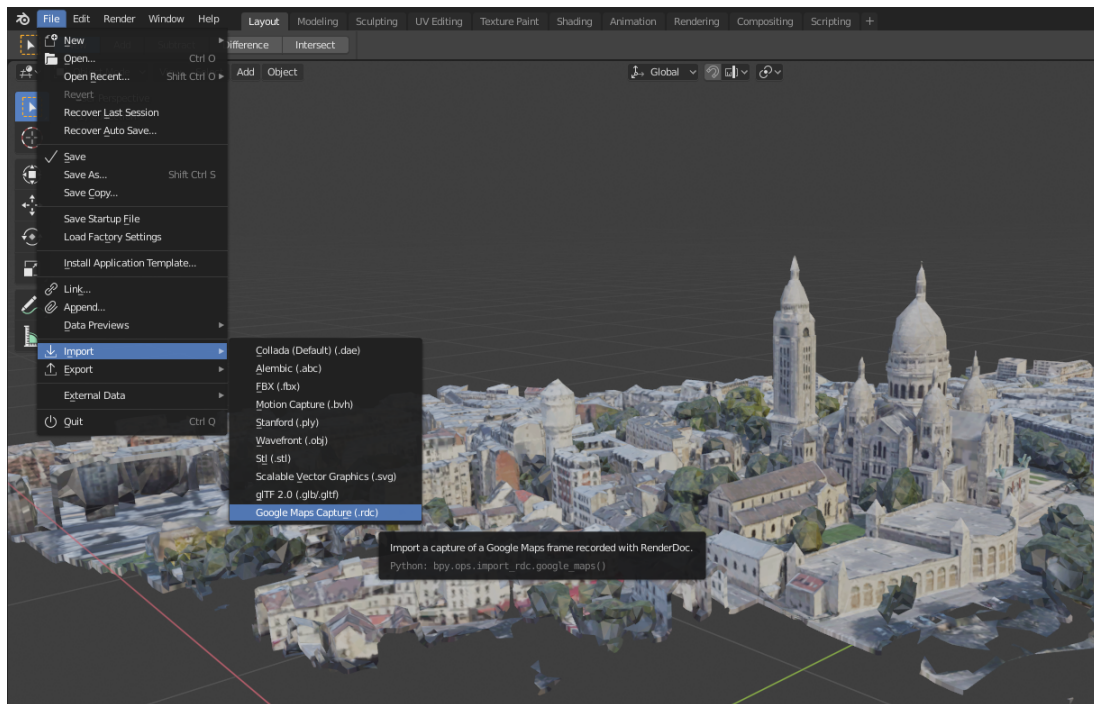 File Edit Render Window Help Layout Modeling Sculpting UV Editing Texture Paint Shading Animation Rendering Compositing Scripting +
Difference Intersect
Add Object Global
New
Open... Ctrl O
Open Recent... Shift Ctrl O
Revert
Recover Last Session
Recover Auto Save...
Save
Save As... Shift Ctrl S
Save Copy...
Save Startup File
Load Factory Settings
Install Application Template...
Link...
Append...
Data Previews
Import
Export
External Data
Quit Ctrl Q
Collada (Default) (.dae)
Alembic (.abc)
FBX (.fbx)
Motion Capture (.bvh)
Stanford (.ply)
Wavefront (.obj)
Stl (.stl)
Scalable Vector Graphics (.svg)
glTF 2.0 (.glb/.gltf)
Google Maps Capture (.rdc)
Import a capture of a Google Maps frame recorded with RenderDoc.
Python: bpy.ops.import_rdc.google_maps()